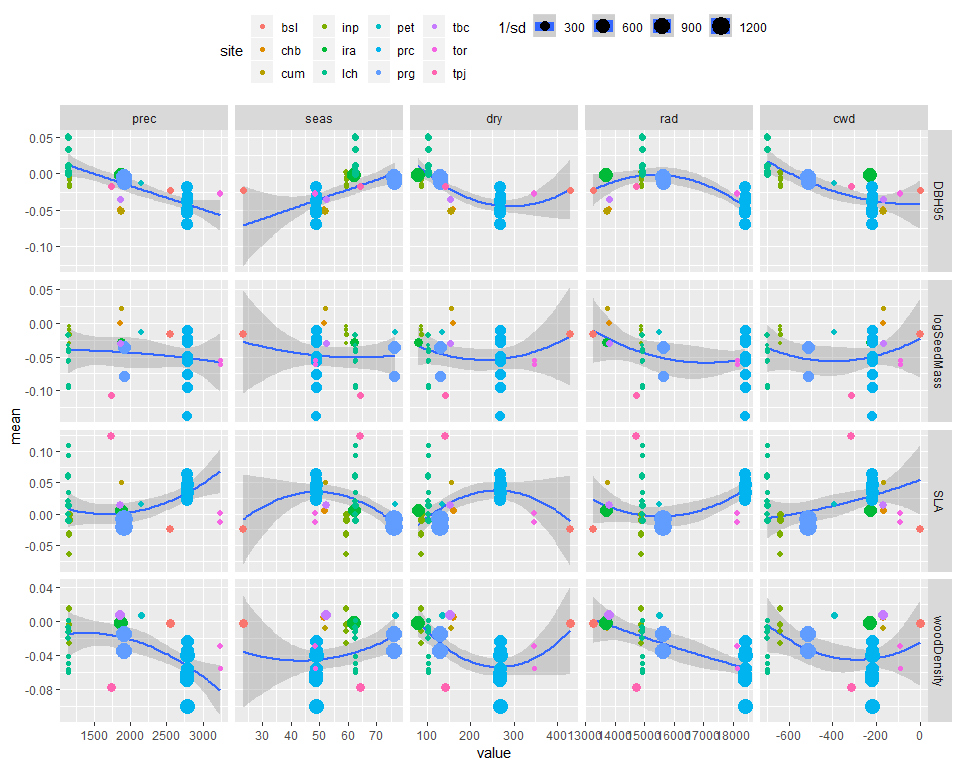 bsl inp pet tbc
site chb ira prc tor
cum lch prg tpj
1/sd 300 600 900 1200
prec seas dry rad cwd
0.05
0.00
-0.05
-0.10
DBH95
0.05
0.00
-0.05
-0.10
logSeedMass
mean
0.10
0.05
0.00
-0.05
SLA
0.04
0.00
-0.04
-0.08
woodDensity
1500 2000 2500 3000 30 40 50 60 70 100 200 300 400 13000 14000 15000 16000 17000 18000 -600 -400 -200 0
value